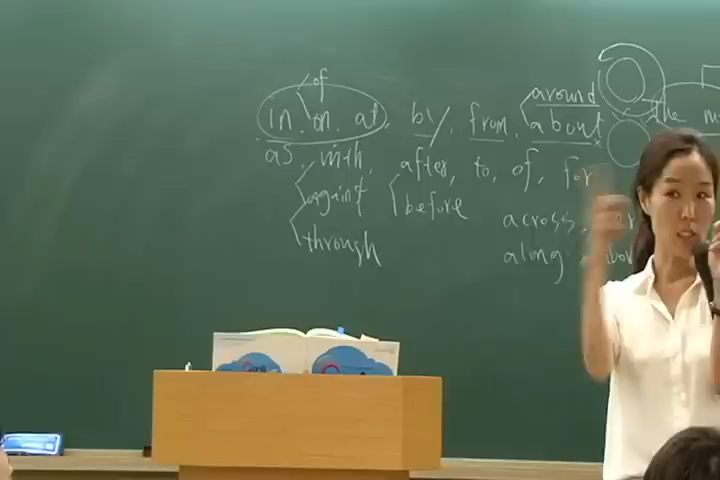 of
around
in. on. at, by, from, about The
as, with, after, to, of, for
against before
across,
through along